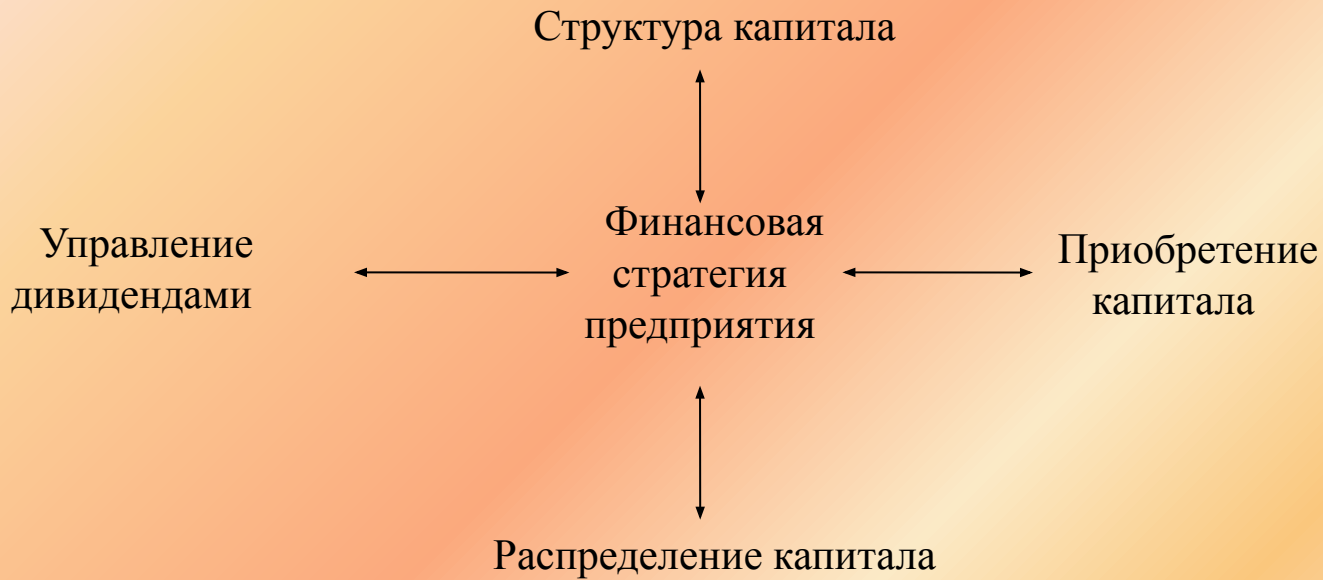 Структура капитала
Управление
дивидендами
Финансовая
стратегия
предприятия
Приобретение
капитала
Распределение капитала